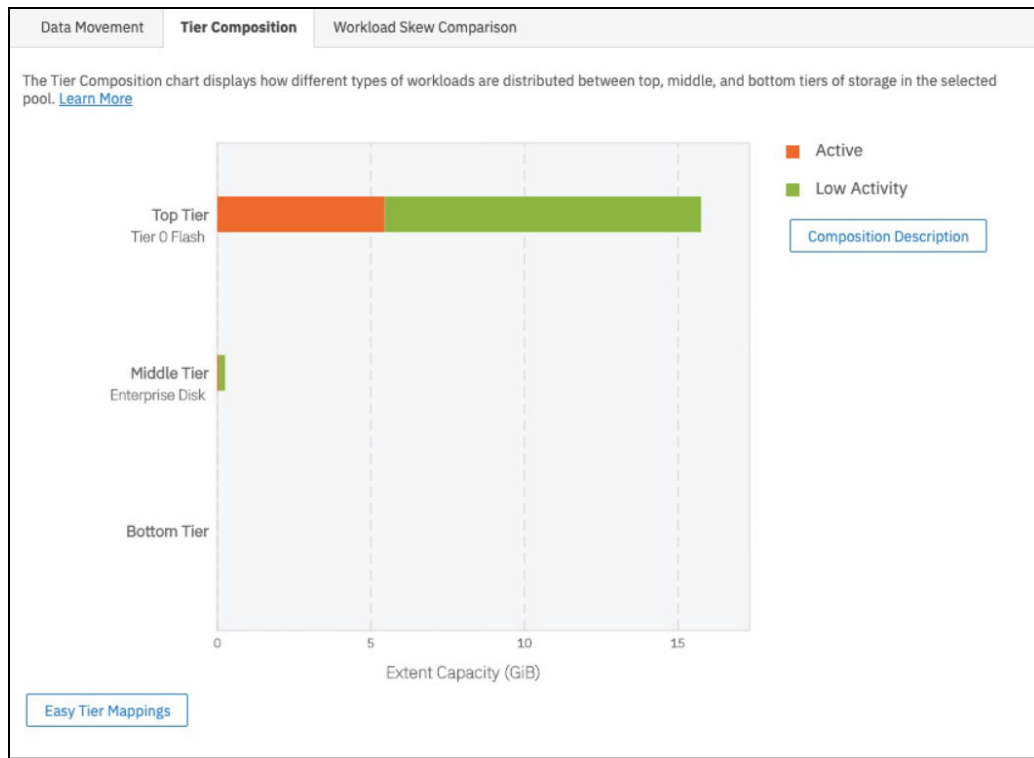 Data Movement
Tier Composition
Workload Skew Comparison
The Tier Composition chart displays how different types of workloads are distributed between top, middle, and bottom tiers of storage in the selected
pool. Learn More
Active
Low Activity
Composition Description
Top Tier
Tier 0 Flash
Middle Tier
Enterprise Disk
Bottom Tier
0 5 10 15
Extent Capacity (GiB)
Easy Tier Mappings